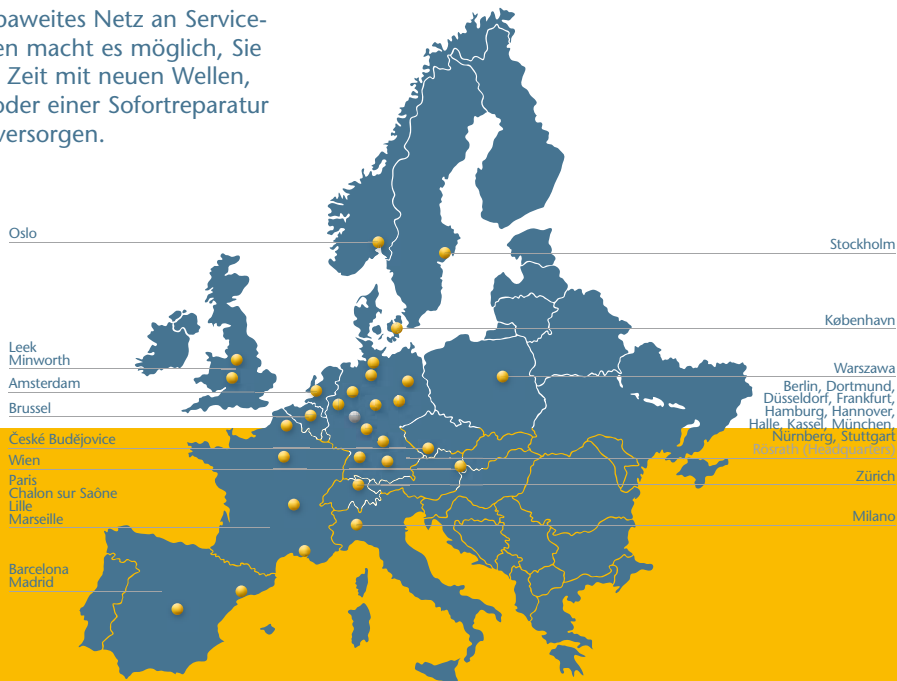 paweites Netz an Service-
en macht es möglich, Sie
Zeit mit neuen Wellen,
oder einer Sofortreparatur
versorgen.
Oslo
Leek
Minworth
Amsterdam
Brussel
České Budějovice
Wien
Paris
Chalon sur Saône
Lille
Marseille
Barcelona
Madrid
Stockholm
København
Warszawa
Berlin, Dortmund,
Düsseldorf, Frankfurt,
Hamburg, Hannover,
Halle, Kassel, München,
Nürnberg, Stuttgart
Rösrath (Headquarters)
Zürich
Milano